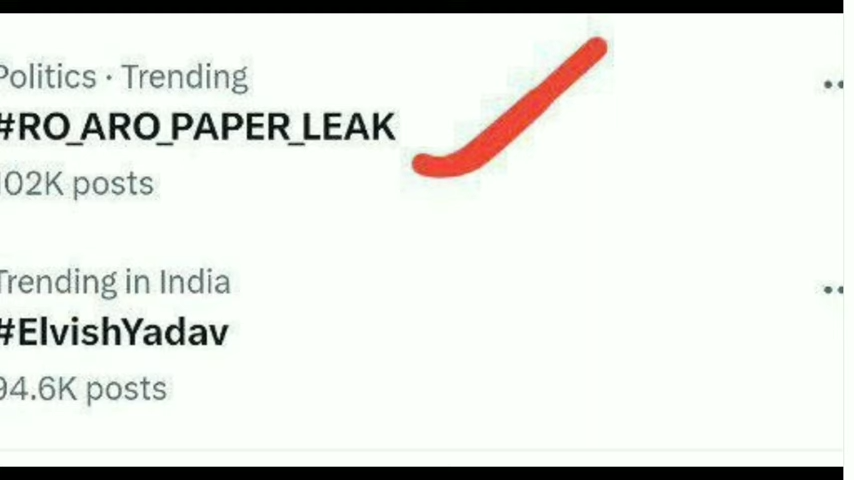 Politics · Trending
#RO_ARO_PAPER_LEAK
102K posts
Trending in India
#ElvishYadav
94.6K posts